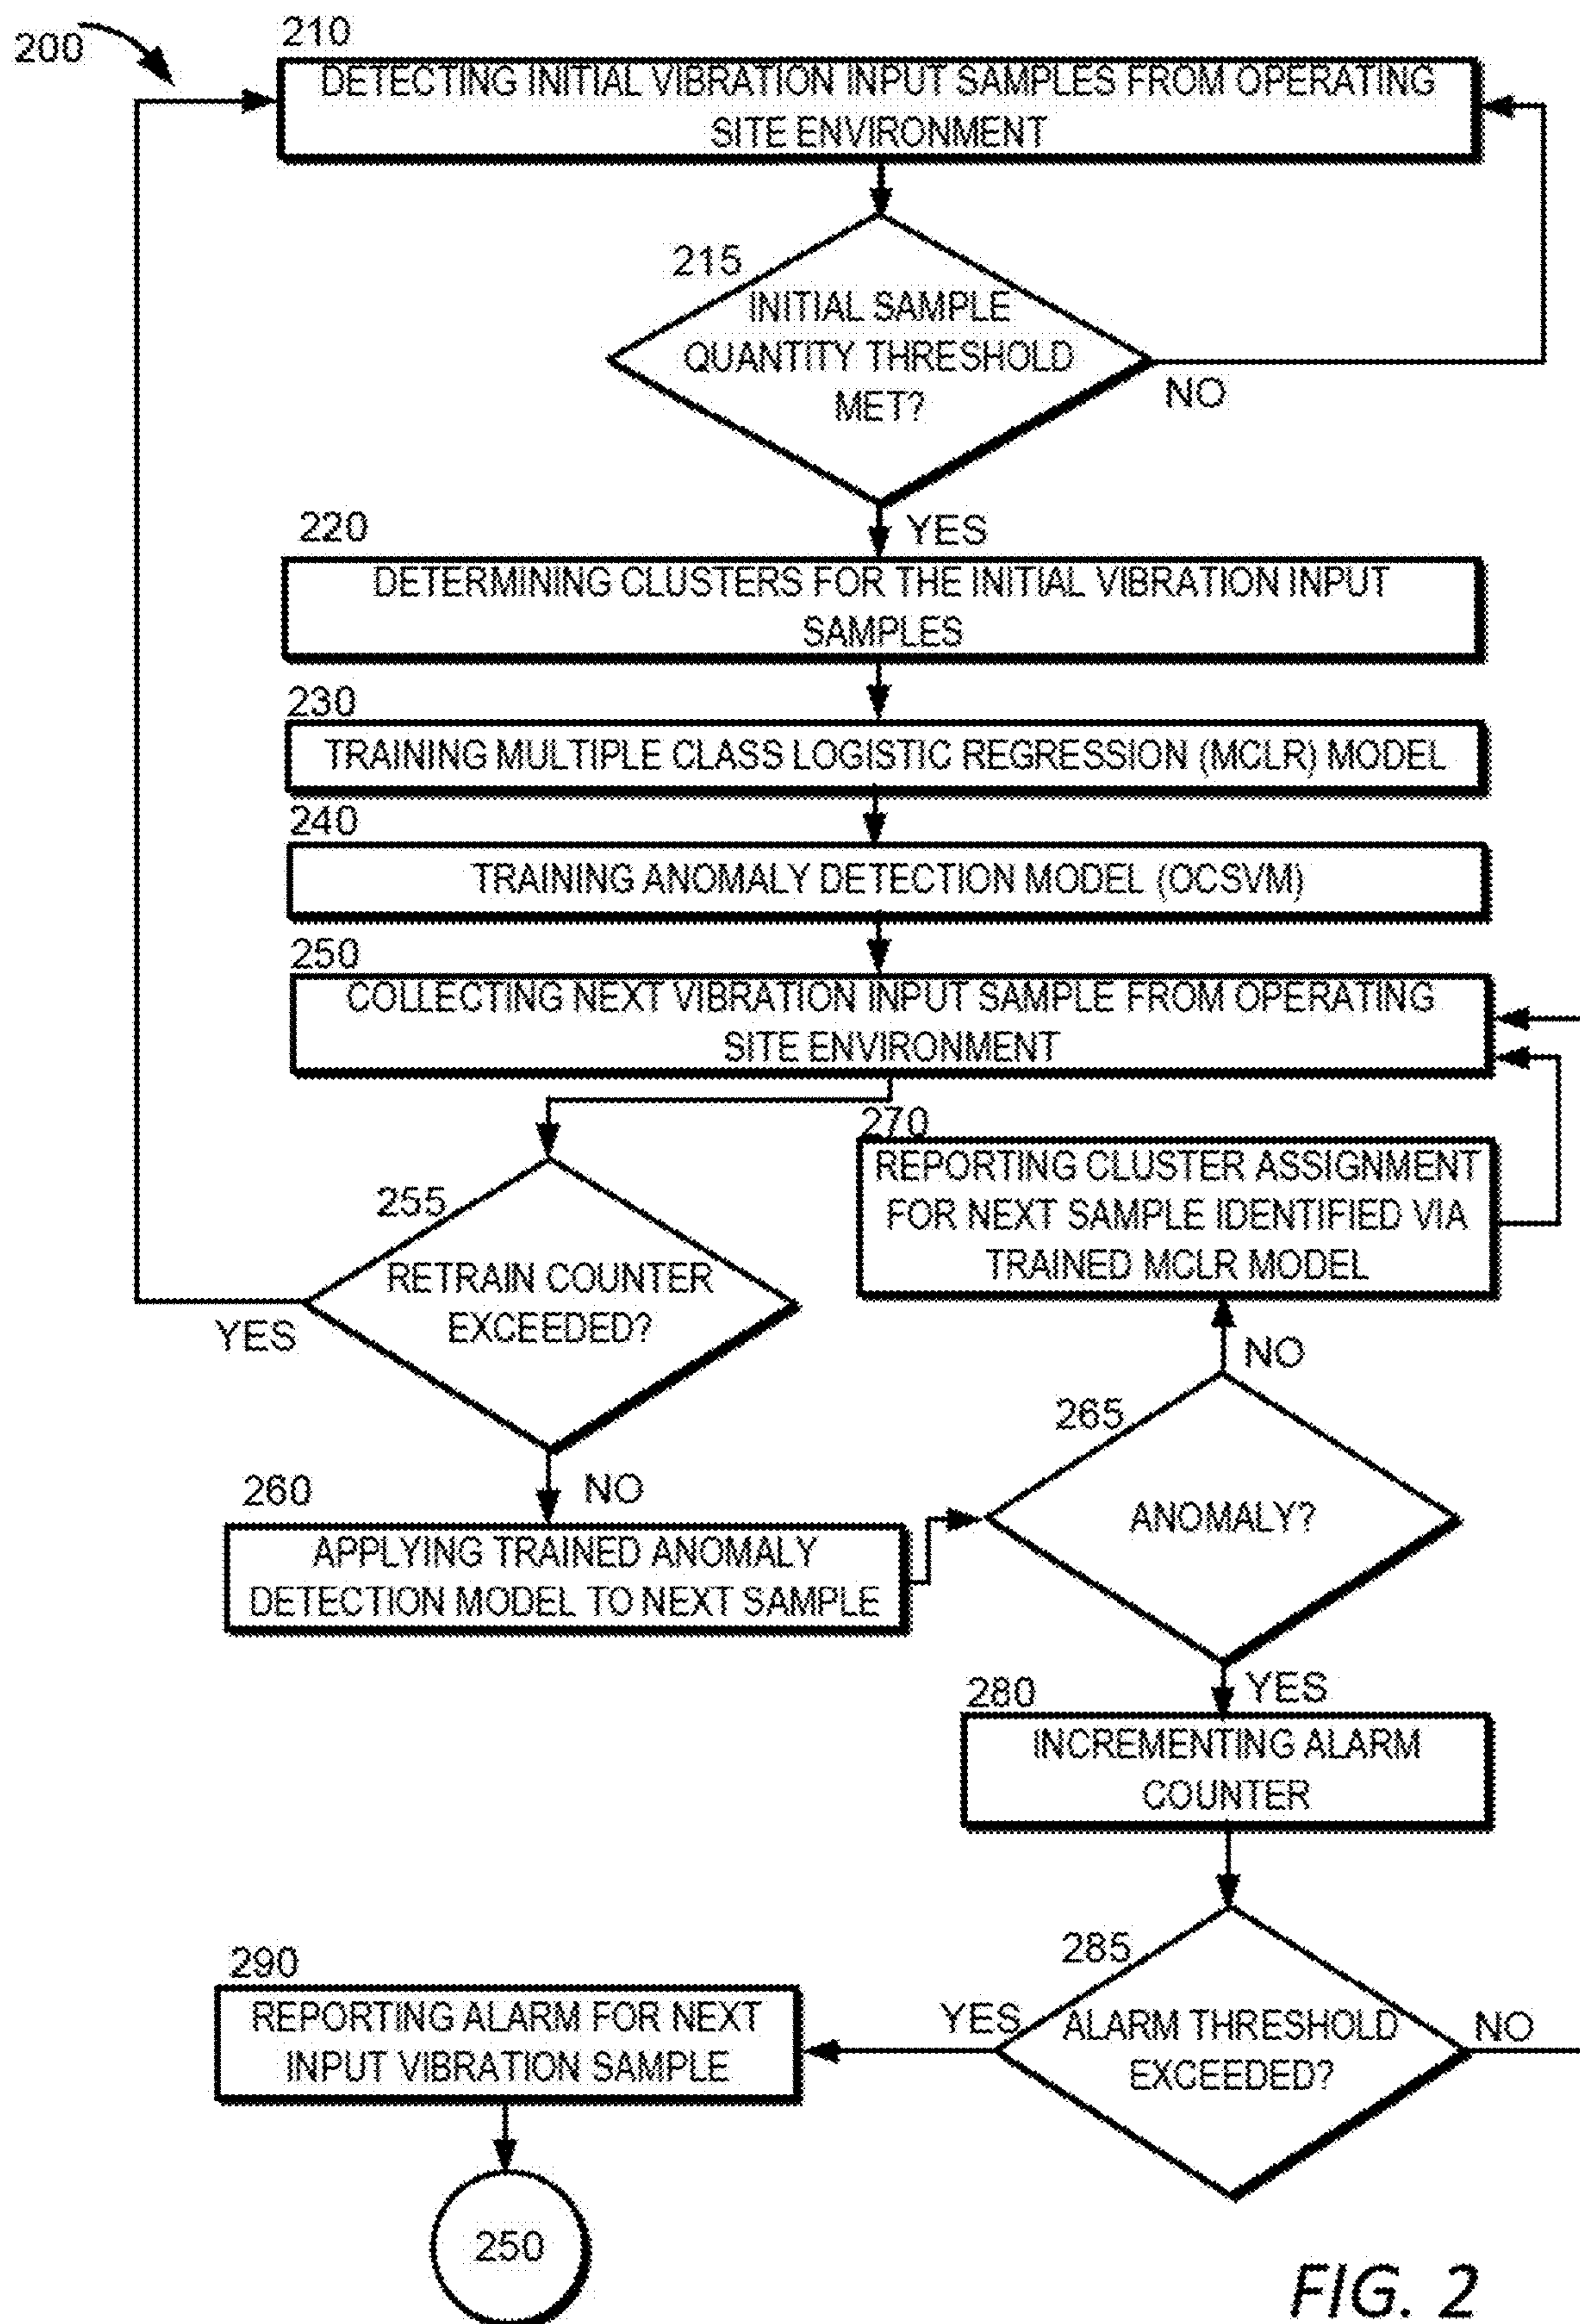 200
210
DETECTING INITIAL VIBRATION INPUT SAMPLES FROM OPERATING
SITE ENVIRONMENT
215
INITIAL SAMPLE
QUANTITY THRESHOLD
MET?
NO
YES
220
DETERMINING CLUSTERS FOR THE INITIAL VIBRATION INPUT
SAMPLES
230
TRAINING MULTIPLE CLASS LOGISTIC REGRESSION (MCLR) MODEL
240
TRAINING ANOMALY DETECTION MODEL (OCSVM)
250
COLLECTING NEXT VIBRATION INPUT SAMPLE FROM OPERATING
SITE ENVIRONMENT
255
RETRAIN COUNTER
EXCEEDED?
YES
NO
260
APPLYING TRAINED ANOMALY
DETECTION MODEL TO NEXT SAMPLE
270
REPORTING CLUSTER ASSIGNMENT
FOR NEXT SAMPLE IDENTIFIED VIA
TRAINED MCLR MODEL
NO
265
ANOMALY?
YES
280
INCREMENTING ALARM
COUNTER
285
ALARM THRESHOLD
EXCEEDED?
YES
NO
290
REPORTING ALARM FOR NEXT
INPUT VIBRATION SAMPLE
250
FIG. 2